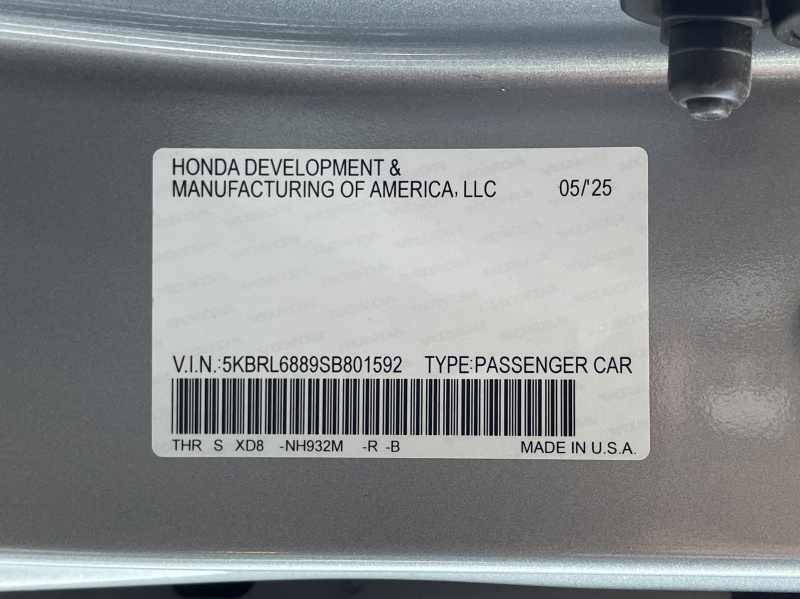 HONDA DEVELOPMENT &
MANUFACTURING OF AMERICA, LLC 05/'25
V.I.N.:5KBRL6889SB801592 TYPE:PASSENGER CAR
THR S XD8 -NH932M -R -B MADE IN U.S.A.